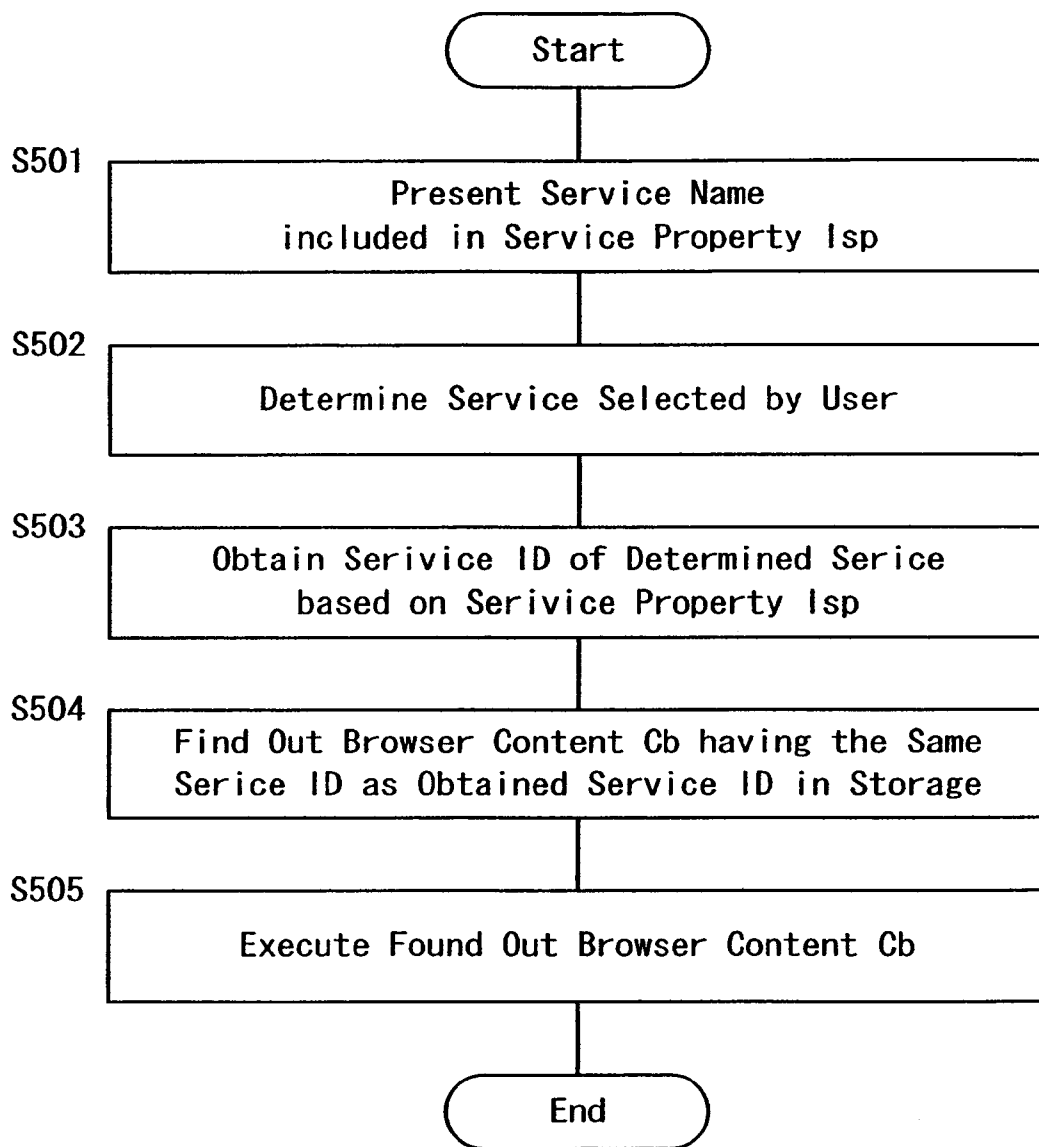 Start
S501
Present Service Name
included in Service Property Isp
S502
Determine Service Selected by User
S503
Obtain Serivice ID of Determined Serice
based on Serivice Property Isp
S504
Find Out Browser Content Cb having the Same
Serice ID as Obtained Service ID in Storage
S505
Execute Found Out Browser Content Cb
End